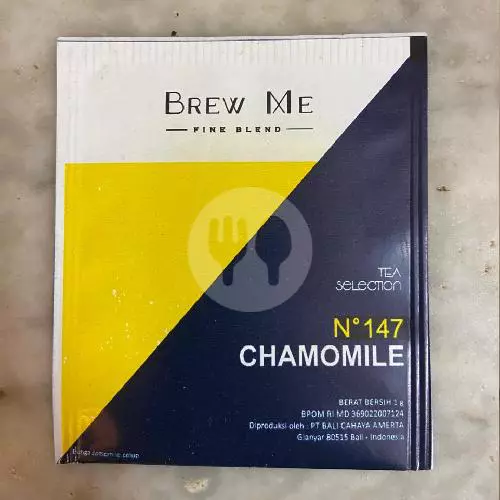 BREW ME
FINE BLEND
TEA
SELECTION
N°147
CHAMOMILE
BERAT BERSIH 1 g
BPOM RI MD 369022007124
Diproduksi oleh : PT BALI CAHAYA AMERTA
Gianyar 80515 Bali - Indonesia
Bunga